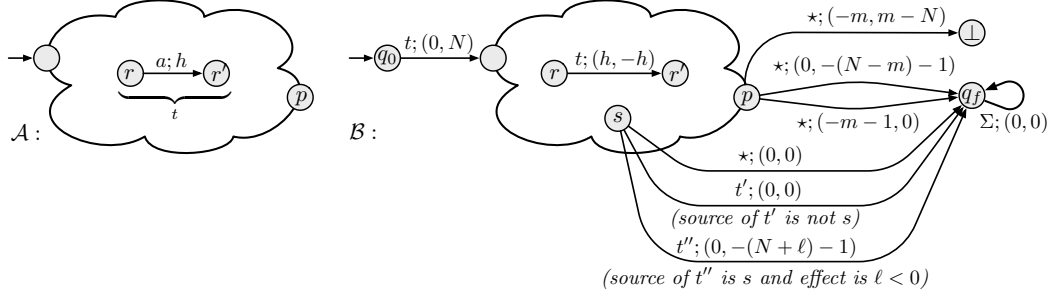 𝒜 :
r
a; h
r′
t
p
ℬ :
q₀
t; (0, N)
r
t; (h, −h)
r′
s
p
⋆; (−m, m − N)
⊥
⋆; (0, −(N − m) − 1)
⋆; (−m − 1, 0)
q_f
Σ; (0, 0)
⋆; (0, 0)
t′; (0, 0)
(source of t′ is not s)
t″; (0, −(N + ℓ) − 1)
(source of t″ is s and effect is ℓ < 0)